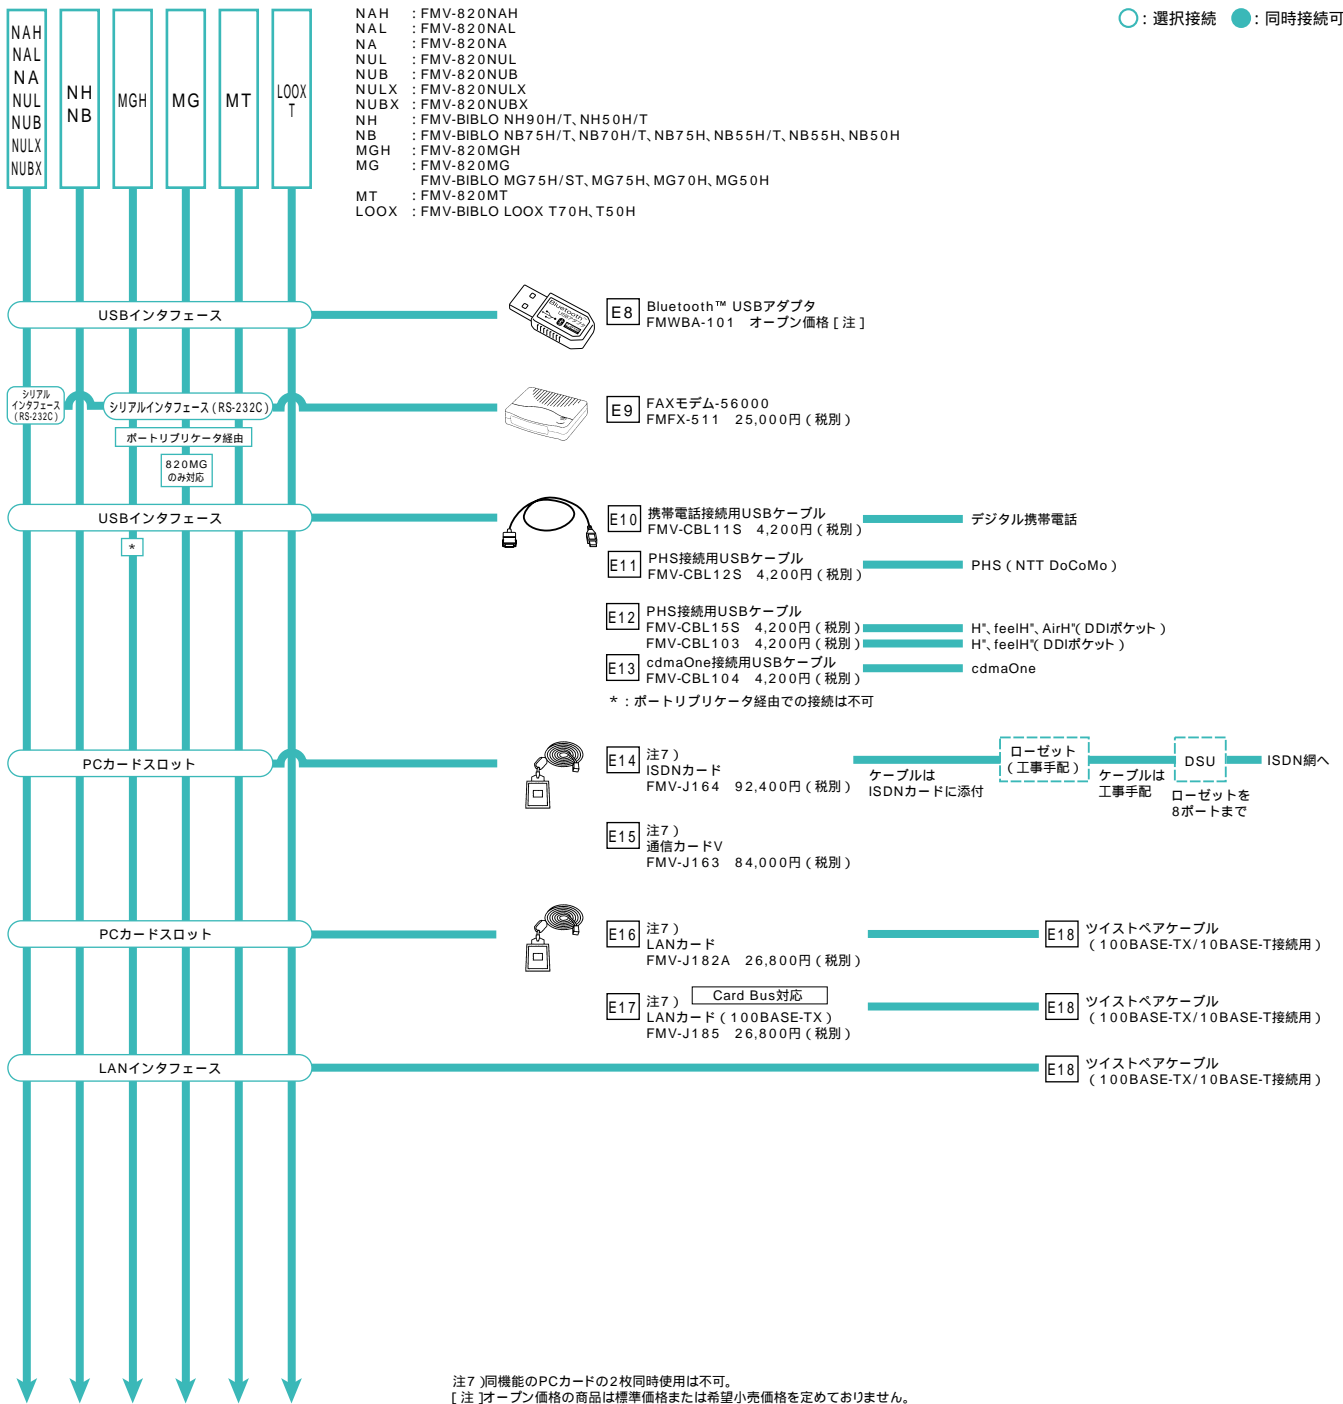 ○：選択接続　●：同時接続可
NAH
NAL
NA
NUL
NUB
NULX
NUBX
NH
NB
MGH
MG
MT
LOOX
T
NAH ：FMV-820NAH
NAL ：FMV-820NAL
NA ：FMV-820NA
NUL ：FMV-820NUL
NUB ：FMV-820NUB
NULX ：FMV-820NULX
NUBX ：FMV-820NUBX
NH ：FMV-BIBLO NH90H/T、NH50H/T
NB ：FMV-BIBLO NB75H/T、NB70H/T、NB75H、NB55H/T、NB55H、NB50H
MGH ：FMV-820MGH
MG ：FMV-820MG
FMV-BIBLO MG75H/ST、MG75H、MG70H、MG50H
MT ：FMV-820MT
LOOX ：FMV-BIBLO LOOX T70H、T50H
USBインタフェース
Bluetooth
E8 Bluetooth™ USBアダプタ
FMWBA-101　オープン価格［注］
シリアル
インタフェース
（RS-232C）
シリアルインタフェース（RS-232C）
ポートリプリケータ経由
820MG
のみ対応
E9 FAXモデム-56000
FMFX-511　25,000円（税別）
USBインタフェース
*
E10 携帯電話接続用USBケーブル
FMV-CBL11S　4,200円（税別）
デジタル携帯電話
E11 PHS接続用USBケーブル
FMV-CBL12S　4,200円（税別）
PHS（NTT DoCoMo）
E12 PHS接続用USBケーブル
FMV-CBL15S　4,200円（税別）
H"、feelH"、AirH"（DDIポケット）
FMV-CBL103　4,200円（税別）
H"、feelH"（DDIポケット）
E13 cdmaOne接続用USBケーブル
FMV-CBL104　4,200円（税別）
cdmaOne
*：ポートリプリケータ経由での接続は不可
PCカードスロット
E14 注7）
ISDNカード
FMV-J164　92,400円（税別）
ケーブルは
ISDNカードに添付
ローゼット
（工事手配）
ケーブルは
工事手配
DSU
ローゼットを
8ポートまで
ISDN網へ
E15 注7）
通信カードV
FMV-J163　84,000円（税別）
PCカードスロット
E16 注7）
LANカード
FMV-J182A　26,800円（税別）
E18 ツイストペアケーブル
（100BASE-TX/10BASE-T接続用）
E17 注7） Card Bus対応
LANカード（100BASE-TX）
FMV-J185　26,800円（税別）
E18 ツイストペアケーブル
（100BASE-TX/10BASE-T接続用）
LANインタフェース
E18 ツイストペアケーブル
（100BASE-TX/10BASE-T接続用）
注7）同機能のPCカードの2枚同時使用は不可。
［注］オープン価格の商品は標準価格または希望小売価格を定めておりません。